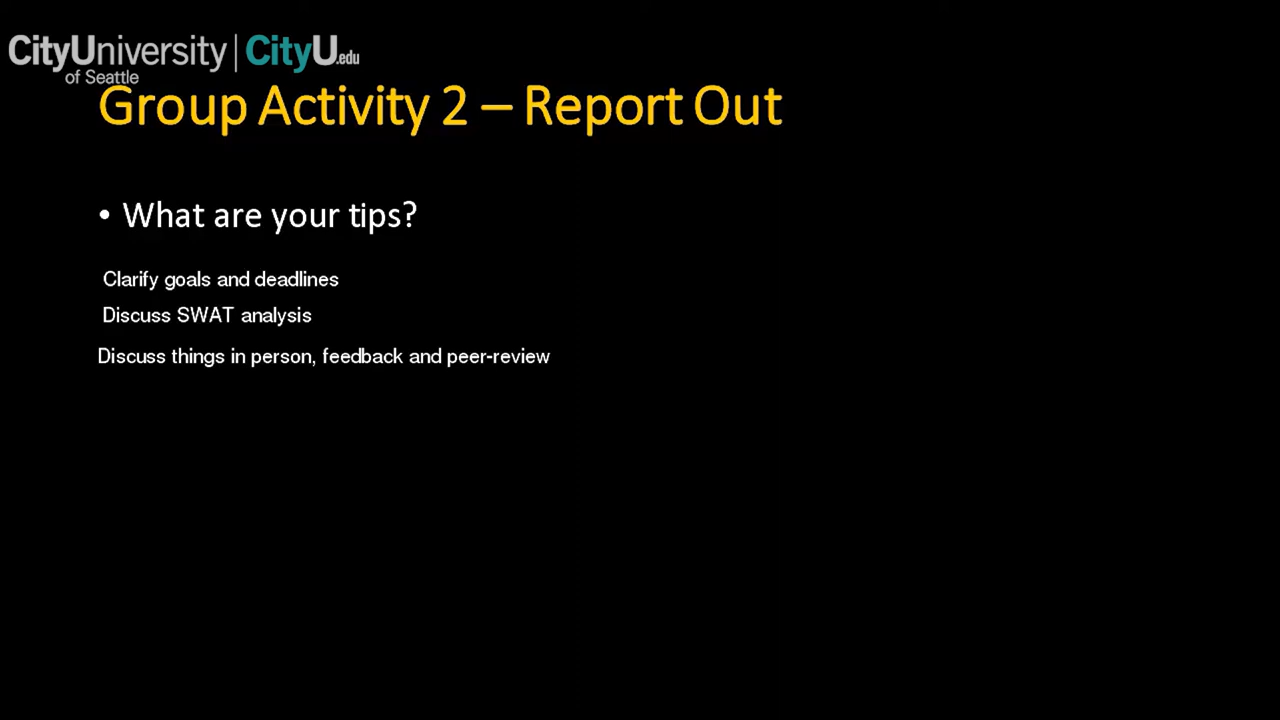 CityUniversity | CityU.edu
of Seattle
Group Activity 2 – Report Out
• What are your tips?
Clarify goals and deadlines
Discuss SWAT analysis
Discuss things in person, feedback and peer-review